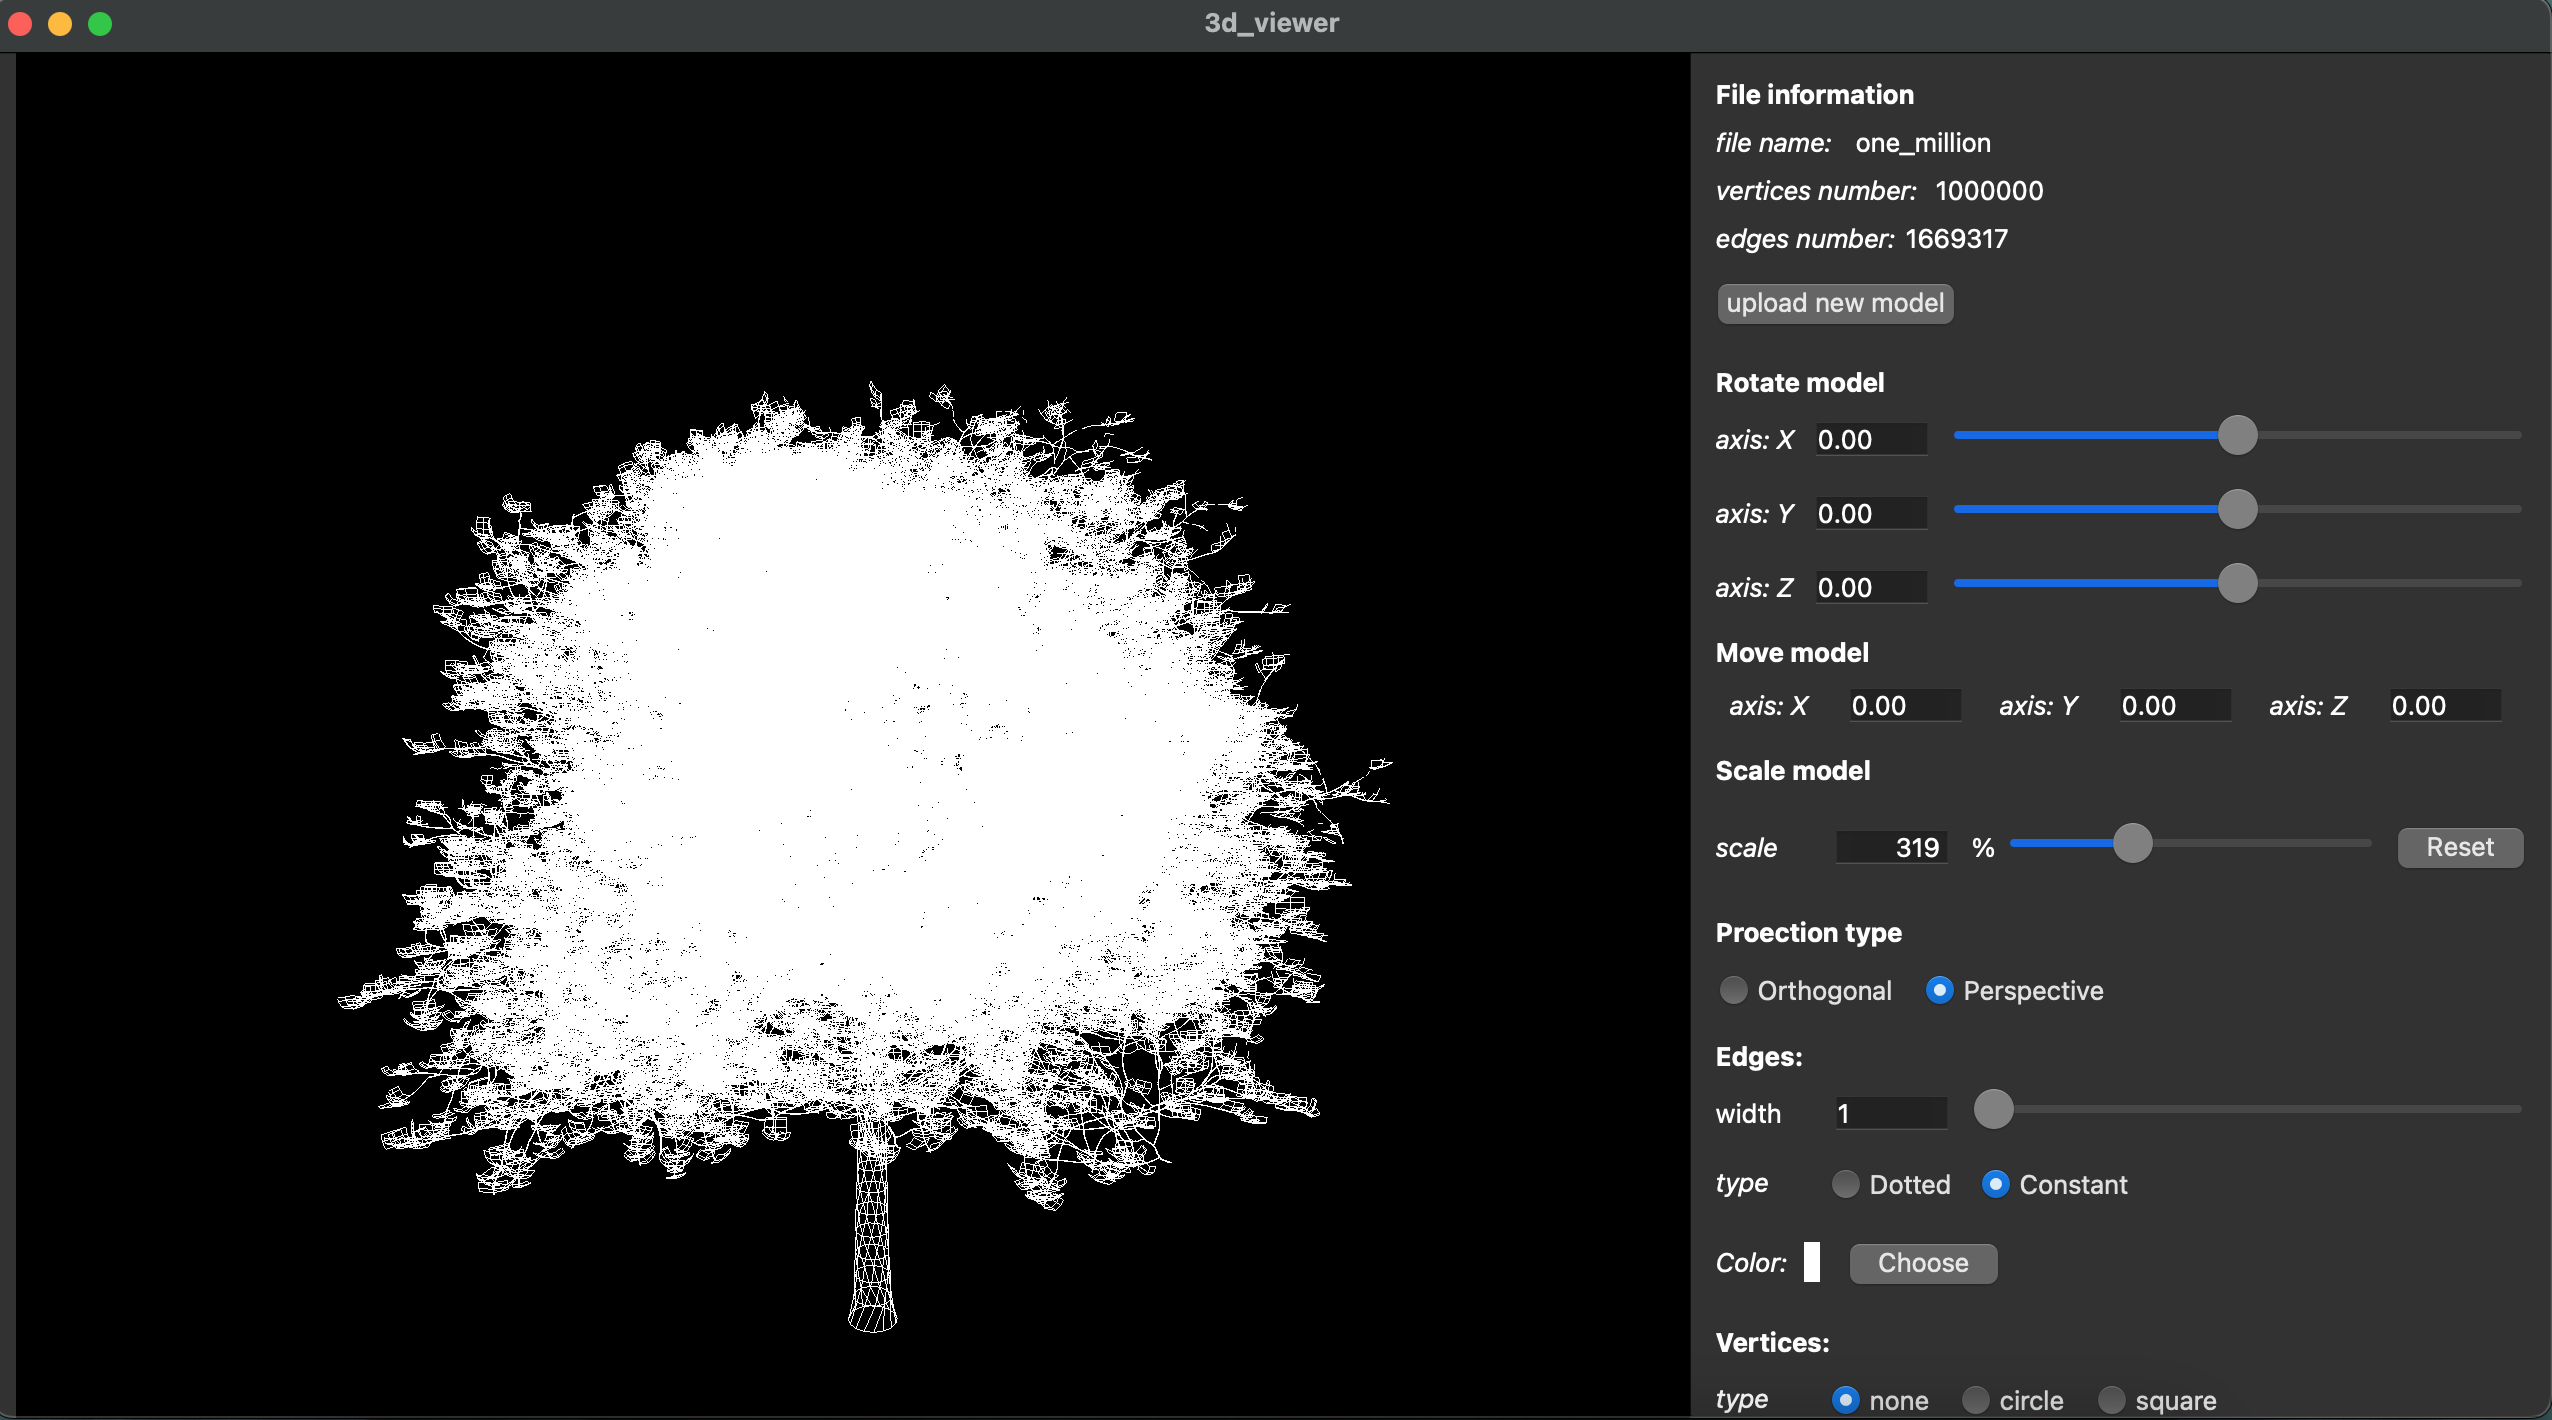 3d_viewer
File information
file name: one_million
vertices number: 1000000
edges number: 1669317
upload new model
Rotate model
axis: X 0.00
axis: Y 0.00
axis: Z 0.00
Move model
axis: X 0.00 axis: Y 0.00 axis: Z 0.00
Scale model
scale 319 % Reset
Proection type
Orthogonal Perspective
Edges:
width 1
type Dotted Constant
Color: Choose
Vertices:
type none circle square